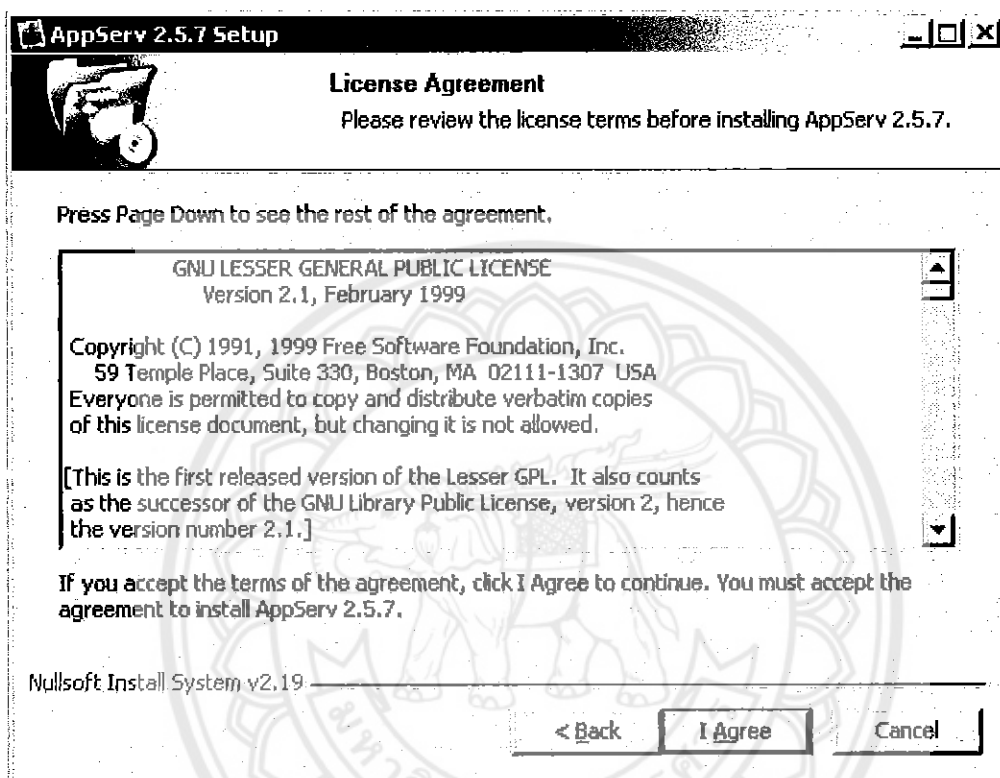 AppServ 2.5.7 Setup
License Agreement
Please review the license terms before installing AppServ 2.5.7.
Press Page Down to see the rest of the agreement.
GNU LESSER GENERAL PUBLIC LICENSE
Version 2.1, February 1999
Copyright (C) 1991, 1999 Free Software Foundation, Inc.
59 Temple Place, Suite 330, Boston, MA 02111-1307 USA
Everyone is permitted to copy and distribute verbatim copies
of this license document, but changing it is not allowed.
[This is the first released version of the Lesser GPL. It also counts
as the successor of the GNU Library Public License, version 2, hence
the version number 2.1.]
If you accept the terms of the agreement, click I Agree to continue. You must accept the
agreement to install AppServ 2.5.7.
Nullsoft Install System v2.19
< Back I Agree Cancel